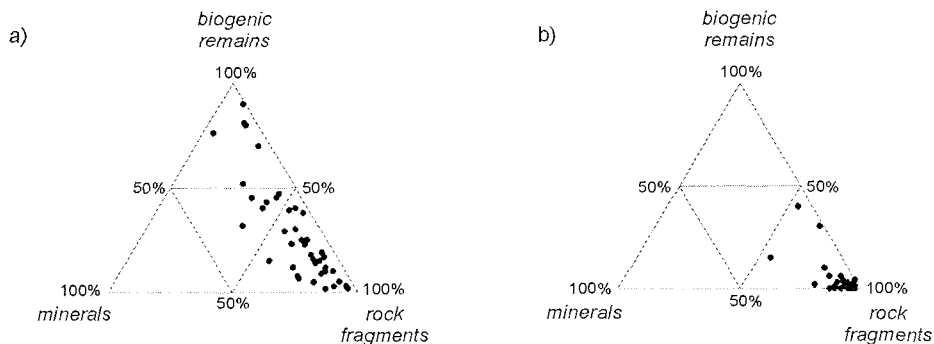 a)
biogenic
remains
100%
50%
50%
100%
50%
100%
minerals
rock
fragments
b)
biogenic
remains
100%
50%
50%
100%
50%
100%
minerals
rock
fragments